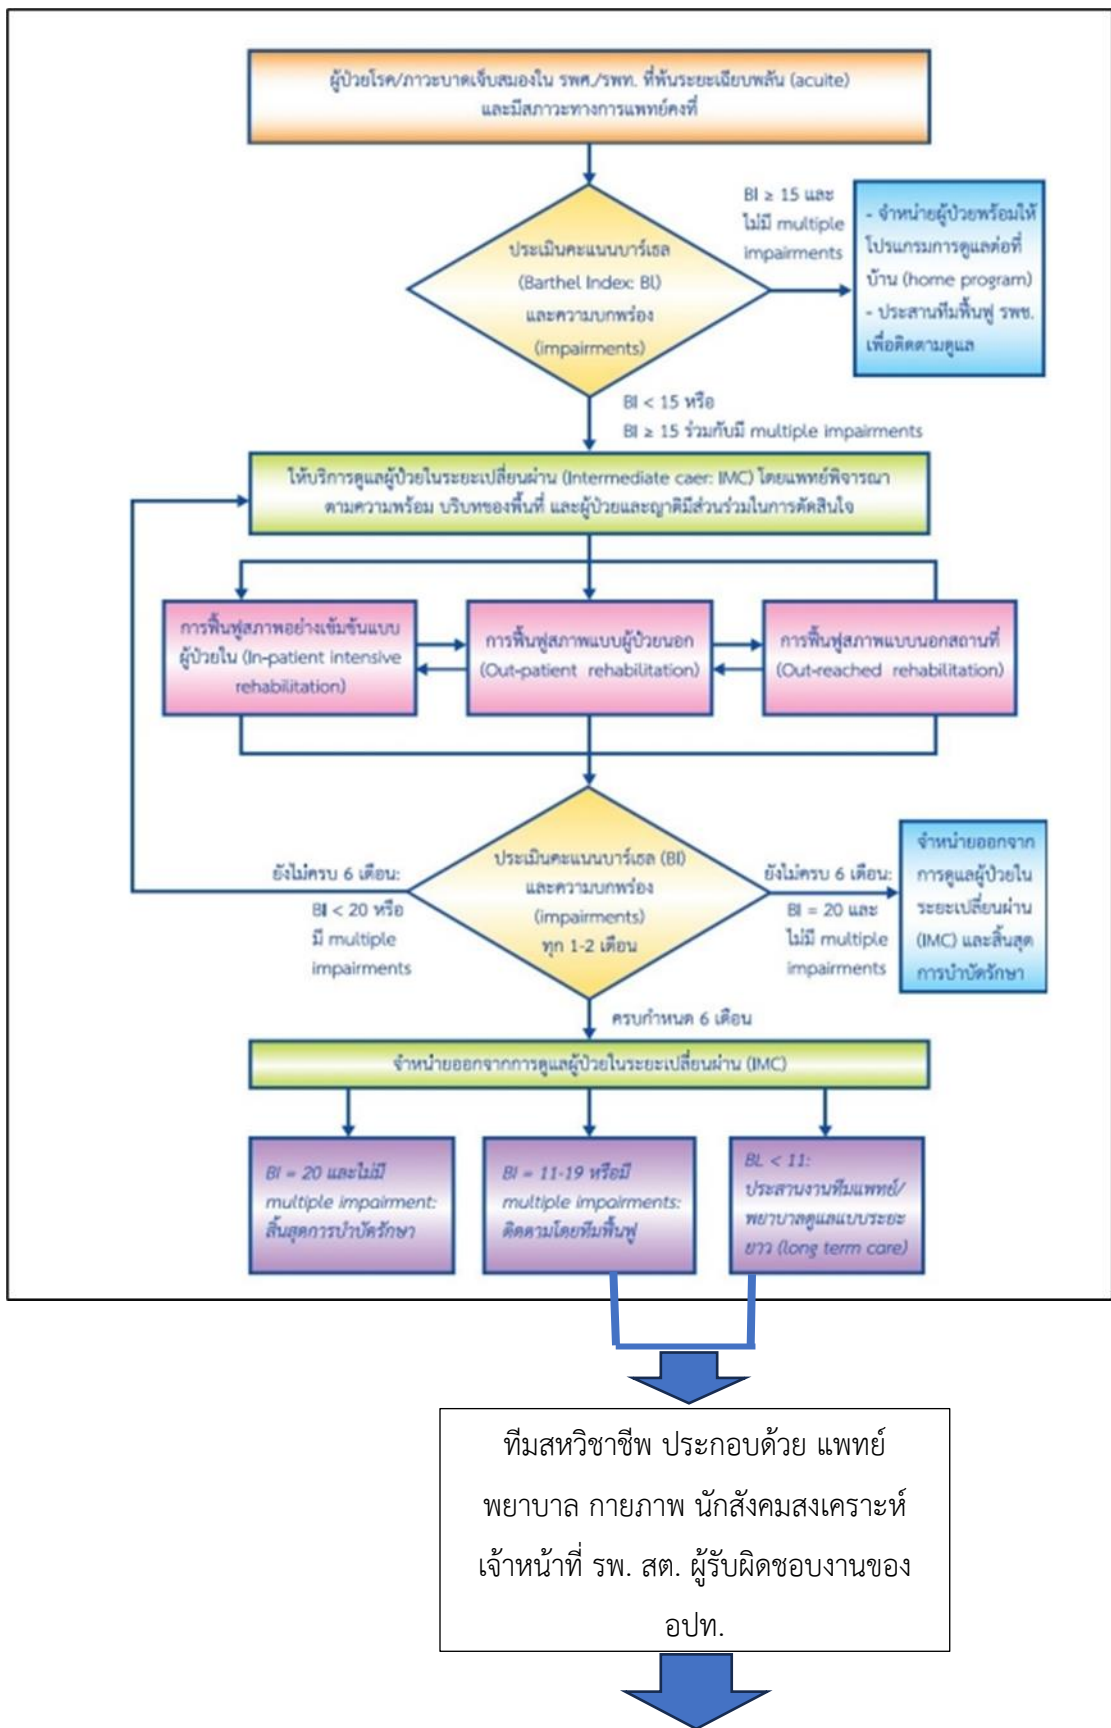 ผู้ป่วยโรค/ภาวะบาดเจ็บสมองใน รพศ./รพท. ที่พ้นระยะเฉียบพลัน (acuite)
และมีสภาวะทางการแพทย์คงที่
ประเมินคะแนนบาร์เธล
(Barthel Index: BI)
และความบกพร่อง
(impairments)
BI ≥ 15 และ
ไม่มี multiple
impairments
- จำหน่ายผู้ป่วยพร้อมให้
โปรแกรมการดูแลต่อที่
บ้าน (home program)
- ประสานทีมฟื้นฟู รพช.
เพื่อติดตามดูแล
BI < 15 หรือ
BI ≥ 15 ร่วมกับมี multiple impairments
ให้บริการดูแลผู้ป่วยในระยะเปลี่ยนผ่าน (Intermediate caer: IMC) โดยแพทย์พิจารณา
ตามความพร้อม บริบทของพื้นที่ และผู้ป่วยและญาติมีส่วนร่วมในการตัดสินใจ
การฟื้นฟูสภาพอย่างเข้มข้นแบบ
ผู้ป่วยใน (In-patient intensive
rehabilitation)
การฟื้นฟูสภาพแบบผู้ป่วยนอก
(Out-patient rehabilitation)
การฟื้นฟูสภาพแบบนอกสถานที่
(Out-reached rehabilitation)
ประเมินคะแนนบาร์เธล (BI)
และความบกพร่อง
(impairments)
ทุก 1-2 เดือน
ยังไม่ครบ 6 เดือน:
BI < 20 หรือ
มี multiple
impairments
ยังไม่ครบ 6 เดือน:
BI = 20 และ
ไม่มี multiple
impairments
จำหน่ายออกจาก
การดูแลผู้ป่วยใน
ระยะเปลี่ยนผ่าน
(IMC) และสิ้นสุด
การบำบัดรักษา
ครบกำหนด 6 เดือน
จำหน่ายออกจากการดูแลผู้ป่วยในระยะเปลี่ยนผ่าน (IMC)
BI = 20 และไม่มี
multiple impairment:
สิ้นสุดการบำบัดรักษา
BI = 11-19 หรือมี
multiple impairments:
ติดตามโดยทีมฟื้นฟู
BL < 11:
ประสานงานทีมแพทย์/
พยาบาลดูแลแบบระยะ
ยาว (long term care)
ทีมสหวิชาชีพ ประกอบด้วย แพทย์
พยาบาล กายภาพ นักสังคมสงเคราะห์
เจ้าหน้าที่ รพ. สต. ผู้รับผิดชอบงานของ
อปท.